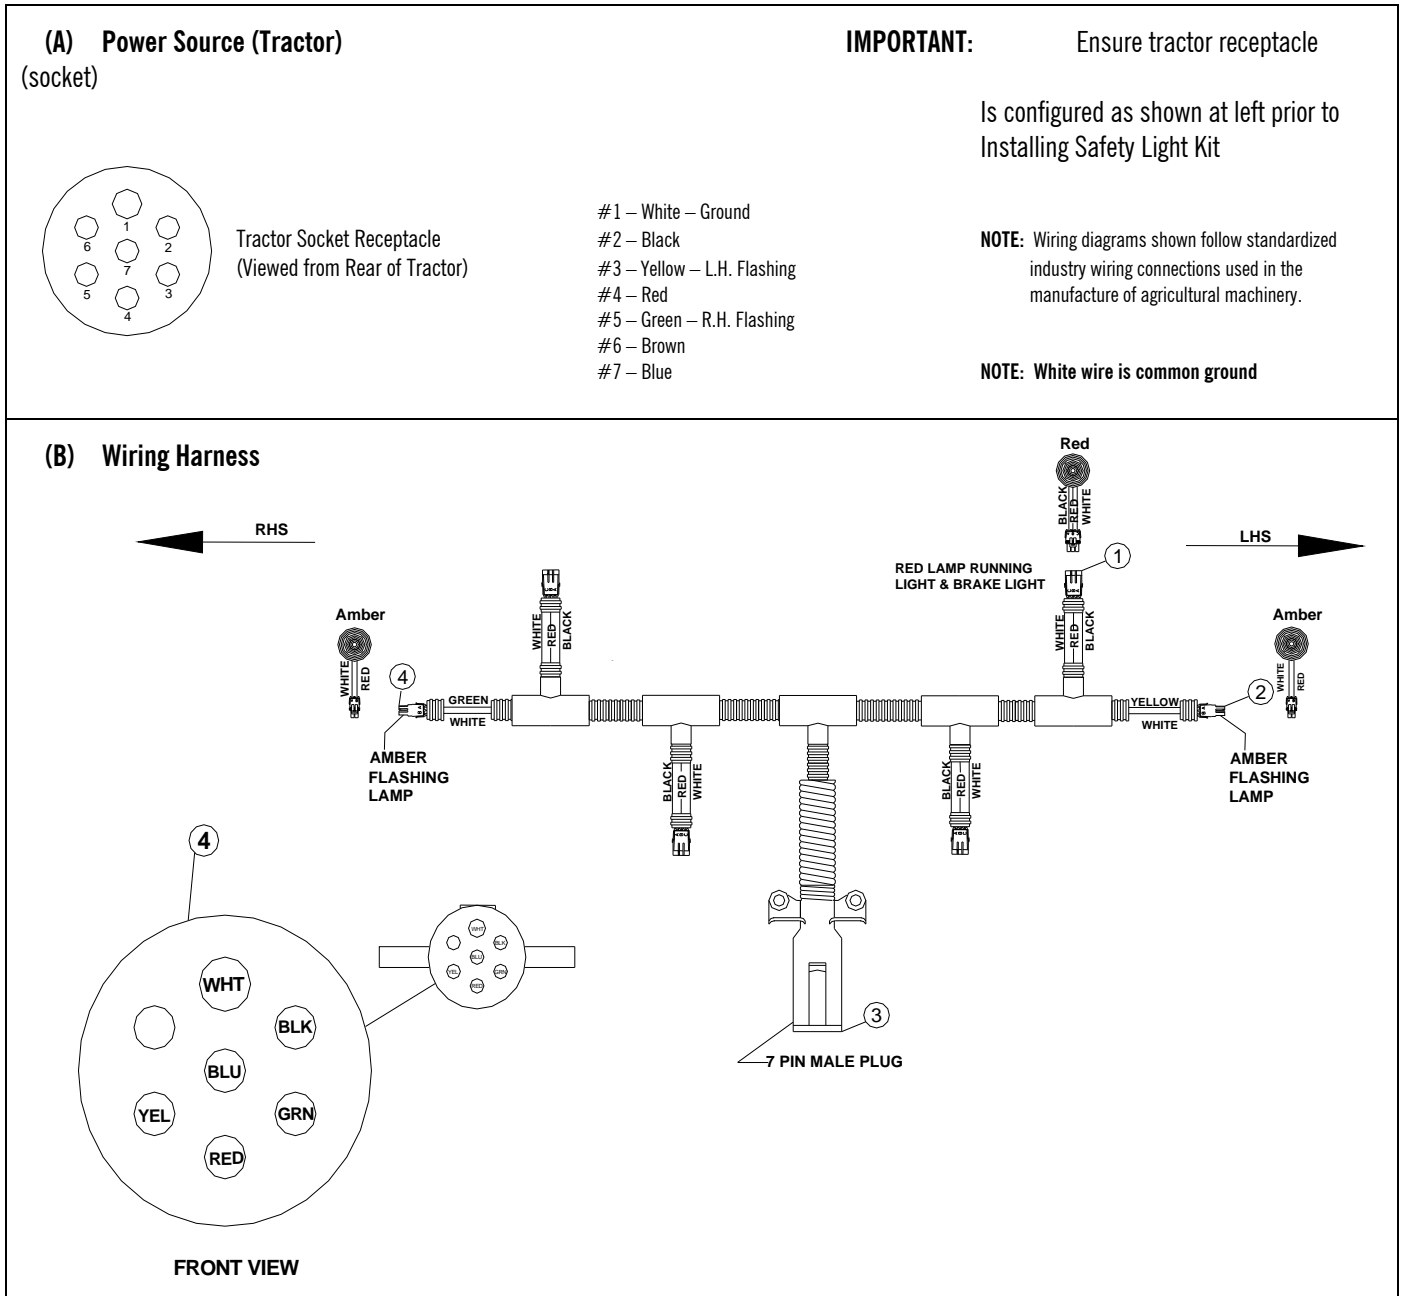 (A) Power Source (Tractor)
(socket)
IMPORTANT: Ensure tractor receptacle
Is configured as shown at left prior to
Installing Safety Light Kit
1
6
2
7
5
3
4
Tractor Socket Receptacle
(Viewed from Rear of Tractor)
#1 – White – Ground
#2 – Black
#3 – Yellow – L.H. Flashing
#4 – Red
#5 – Green – R.H. Flashing
#6 – Brown
#7 – Blue
NOTE: Wiring diagrams shown follow standardized
industry wiring connections used in the
manufacture of agricultural machinery.
NOTE: White wire is common ground
(B) Wiring Harness
Red
BLACK
RED
WHITE
RHS
LHS
1
RED LAMP RUNNING
LIGHT & BRAKE LIGHT
WHITE
RED
BLACK
WHITE
RED
BLACK
Amber
WHITE
RED
Amber
WHITE
RED
4
GREEN
WHITE
YELLOW
WHITE
2
AMBER
FLASHING
LAMP
BLACK
RED
WHITE
BLACK
RED
WHITE
AMBER
FLASHING
LAMP
4
WHT
BLK
BLU
YEL
GRN
RED
WHT
BLK
BLU
YEL
GRN
RED
3
7 PIN MALE PLUG
FRONT VIEW